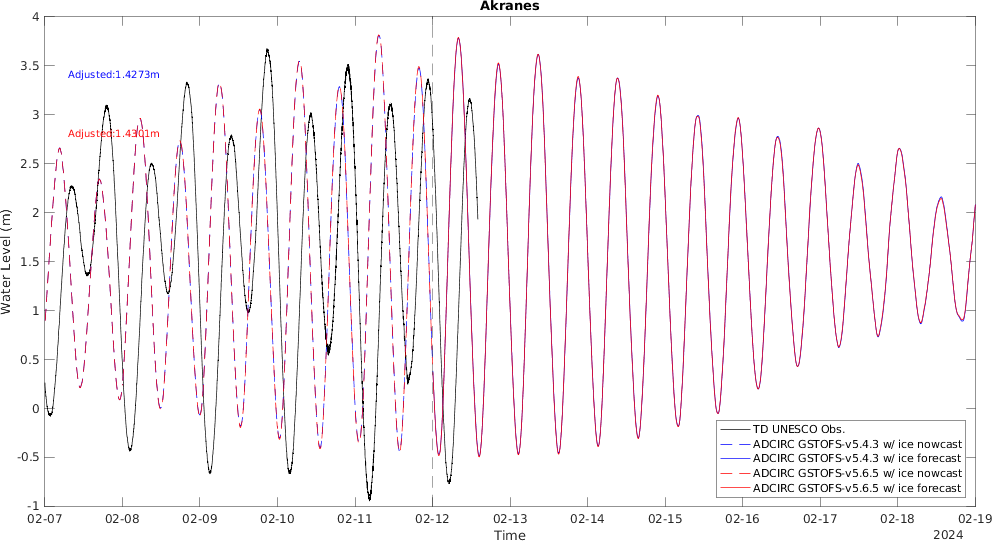 Akranes
4
3.5
3
2.5
2
1.5
1
0.5
0
-0.5
-1
Water Level (m)
Adjusted:1.4273m
Adjusted:1.4301m
TD UNESCO Obs.
ADCIRC GSTOFS-v5.4.3 w/ ice nowcast
ADCIRC GSTOFS-v5.4.3 w/ ice forecast
ADCIRC GSTOFS-v5.6.5 w/ ice nowcast
ADCIRC GSTOFS-v5.6.5 w/ ice forecast
02-07 02-08 02-09 02-10 02-11 02-12 02-13 02-14 02-15 02-16 02-17 02-18 02-19
Time
2024